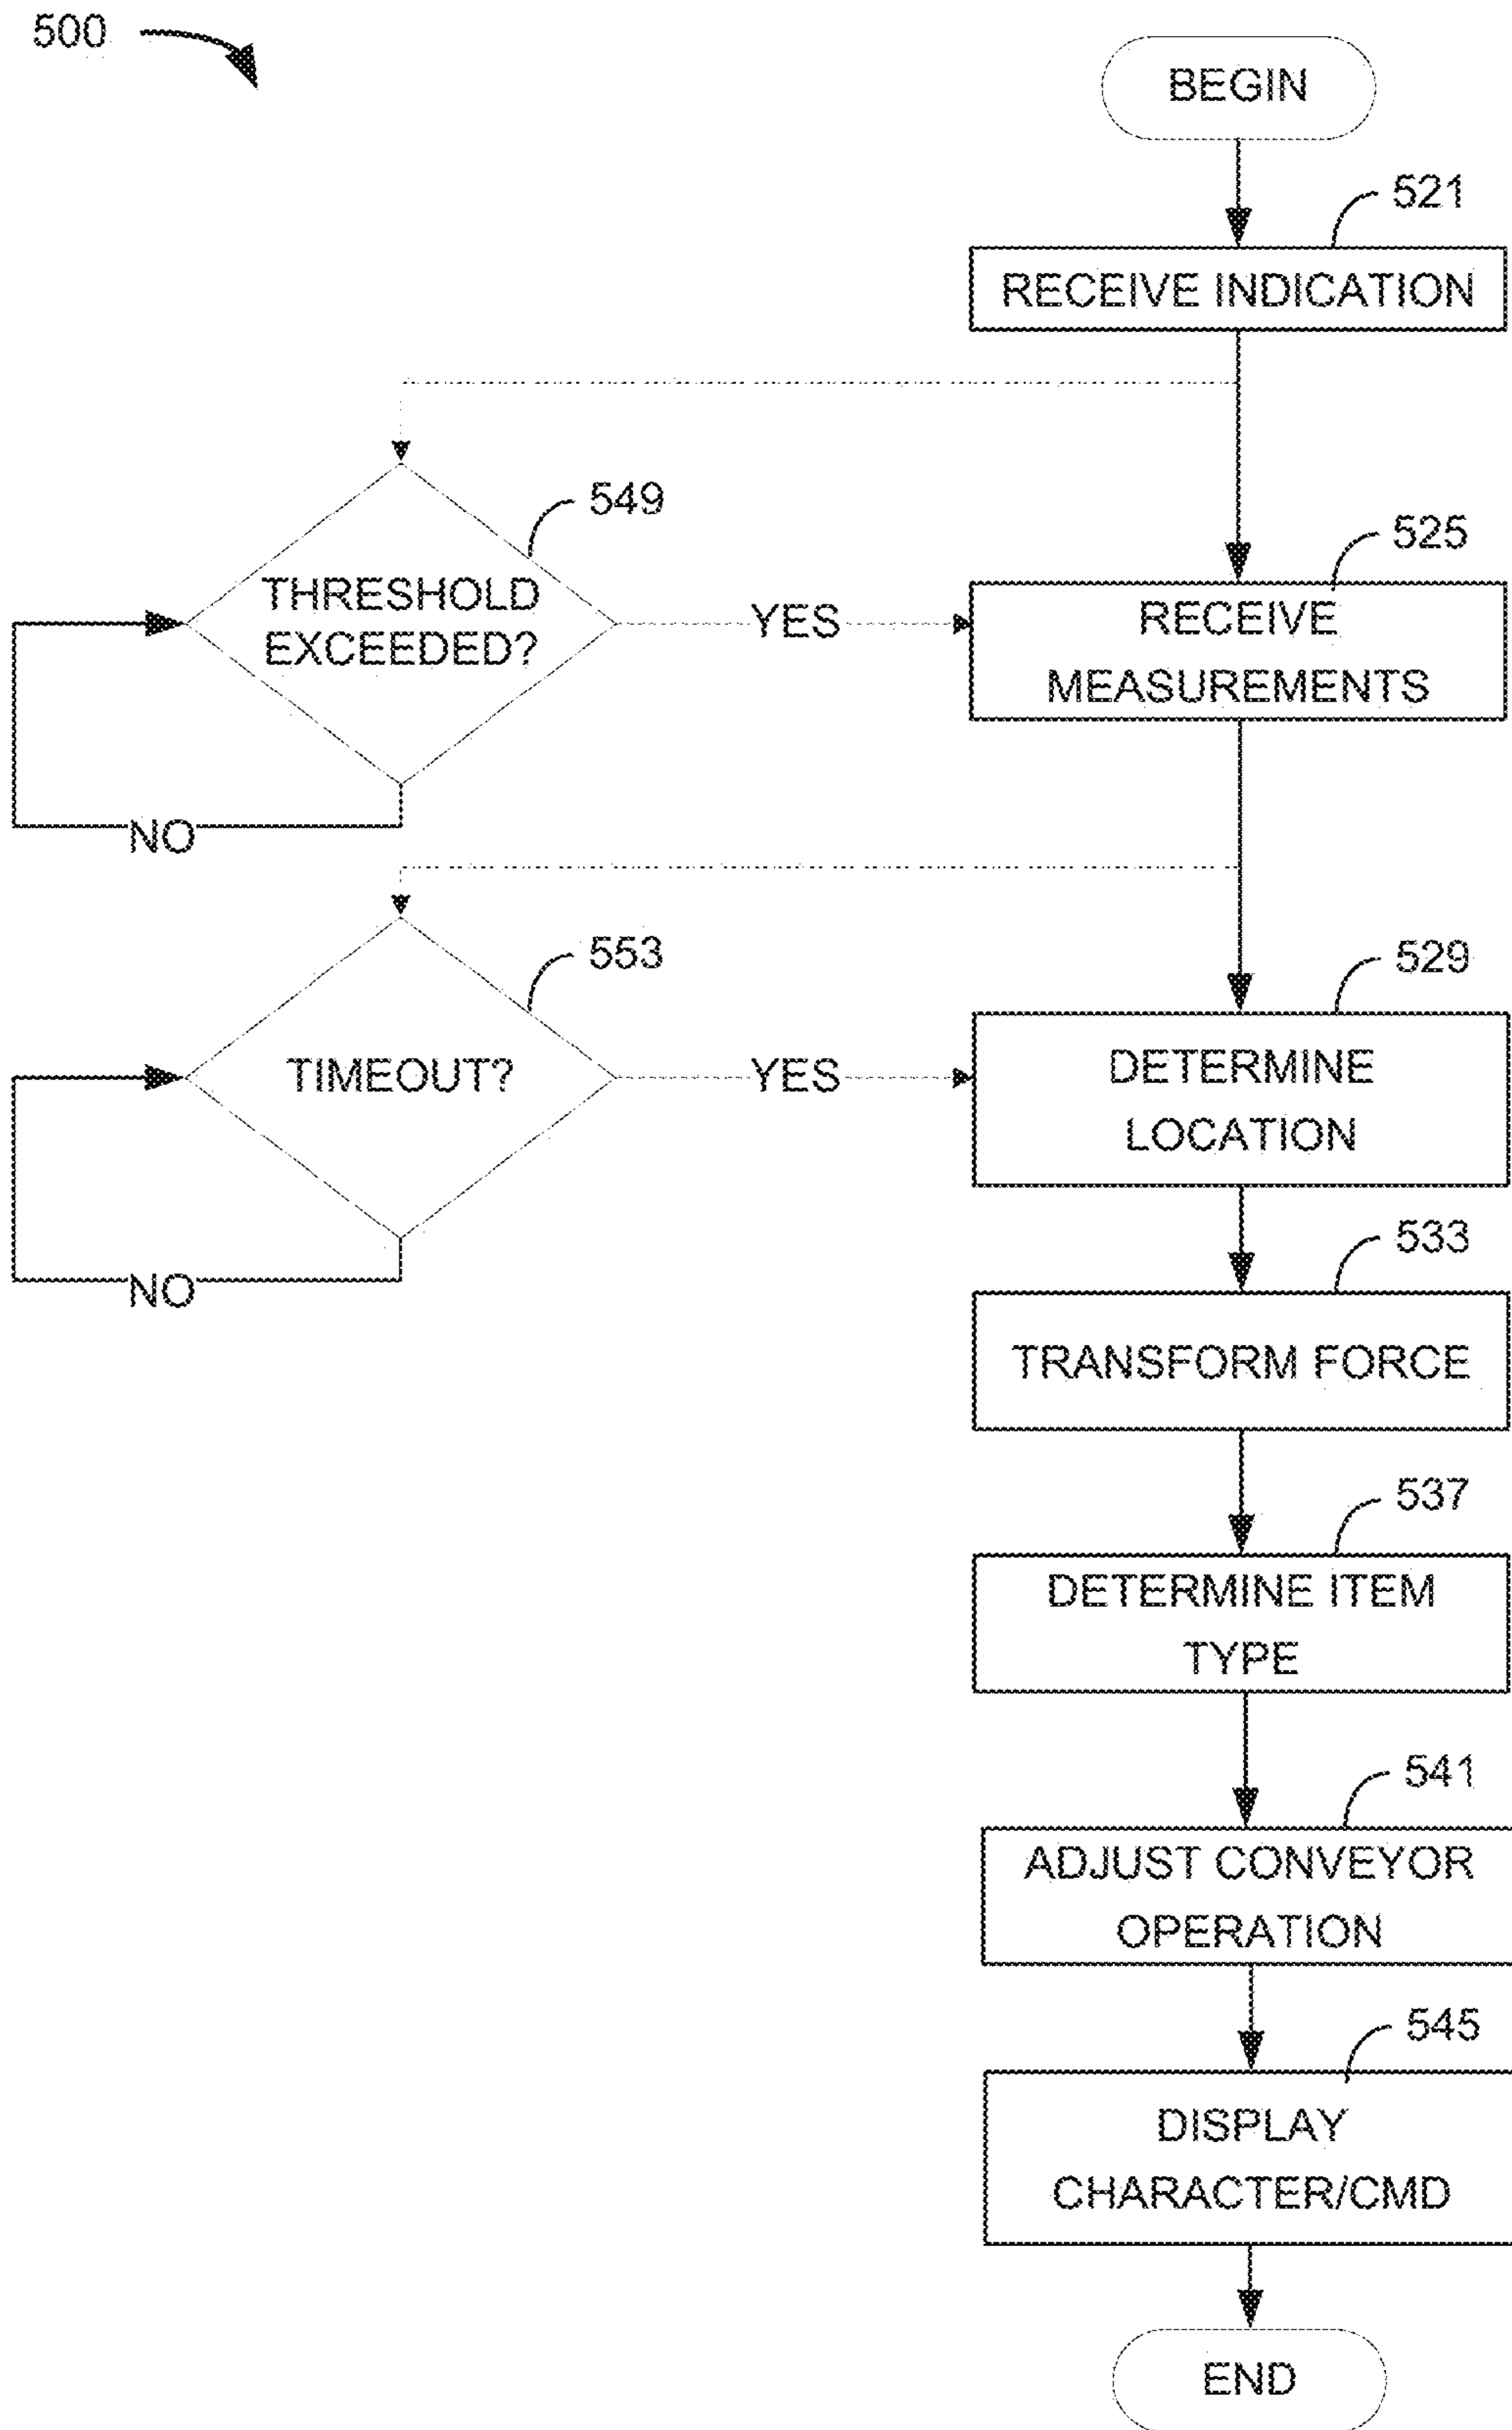 500
BEGIN
521
RECEIVE INDICATION
549
THRESHOLD
EXCEEDED?
YES
525
RECEIVE
MEASUREMENTS
NO
553
TIMEOUT?
YES
529
DETERMINE
LOCATION
NO
533
TRANSFORM FORCE
537
DETERMINE ITEM
TYPE
541
ADJUST CONVEYOR
OPERATION
545
DISPLAY
CHARACTER/CMD
END